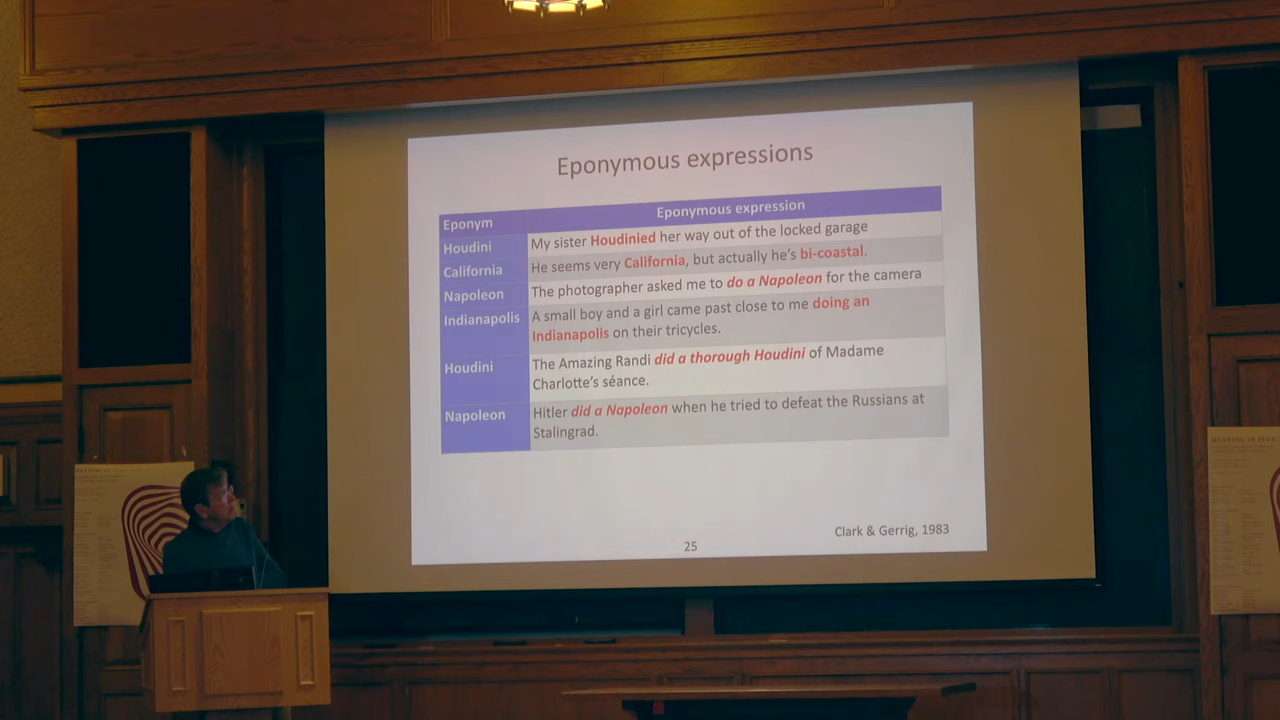 Eponymous expressions
Eponym Eponymous expression
Houdini My sister Houdinied her way out of the locked garage
California He seems very California, but actually he's bi-coastal.
Napoleon The photographer asked me to do a Napoleon for the camera
Indianapolis A small boy and a girl came past close to me doing an
Indianapolis on their tricycles.
Houdini The Amazing Randi did a thorough Houdini of Madame
Charlotte's séance.
Napoleon Hitler did a Napoleon when he tried to defeat the Russians at
Stalingrad.
Clark & Gerrig, 1983
25
MEANING IN FLUX